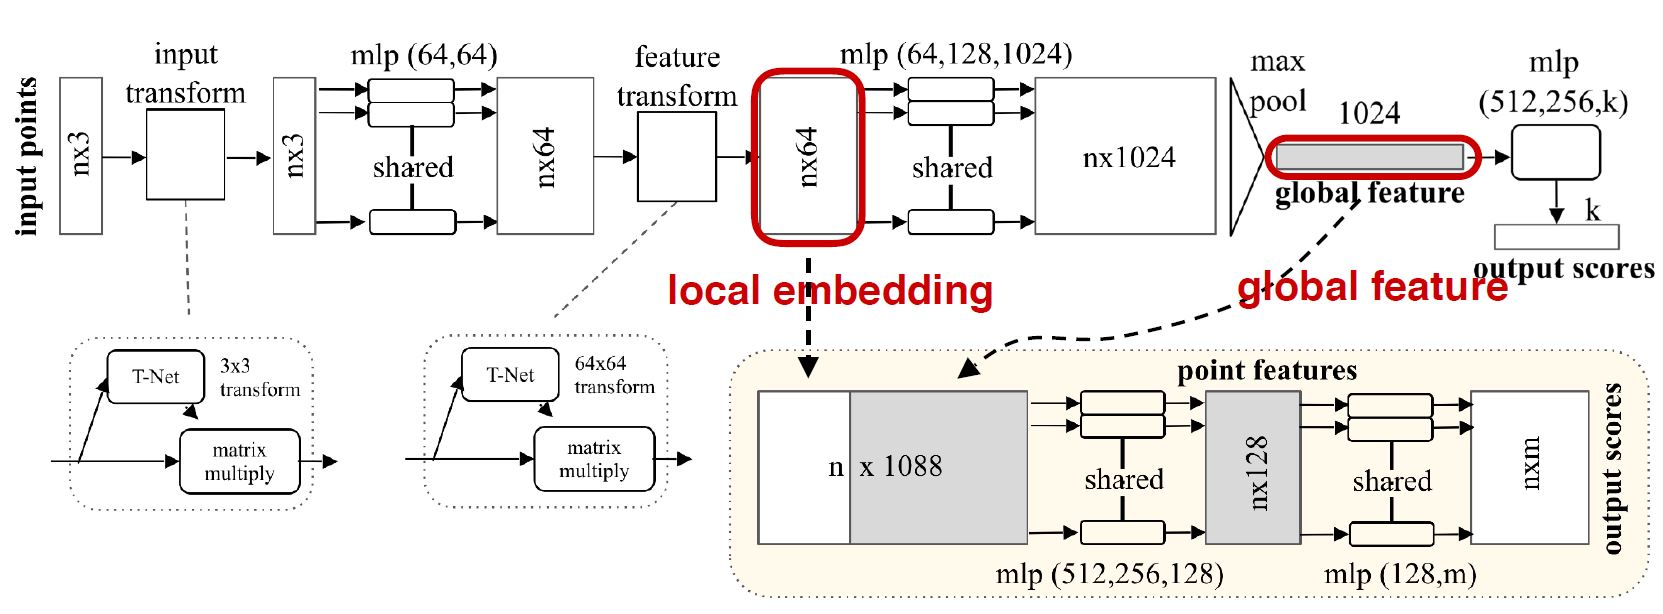 input points
nx3
input
transform
nx3
mlp (64,64)
shared
nx64
feature
transform
nx64
mlp (64,128,1024)
shared
nx1024
max
pool
1024
global feature
mlp
(512,256,k)
k
output scores
local embedding
global feature
T-Net
3x3
transform
matrix
multiply
T-Net
64x64
transform
matrix
multiply
point features
n x 1088
shared
nx128
shared
nxm
output scores
mlp (512,256,128)
mlp (128,m)